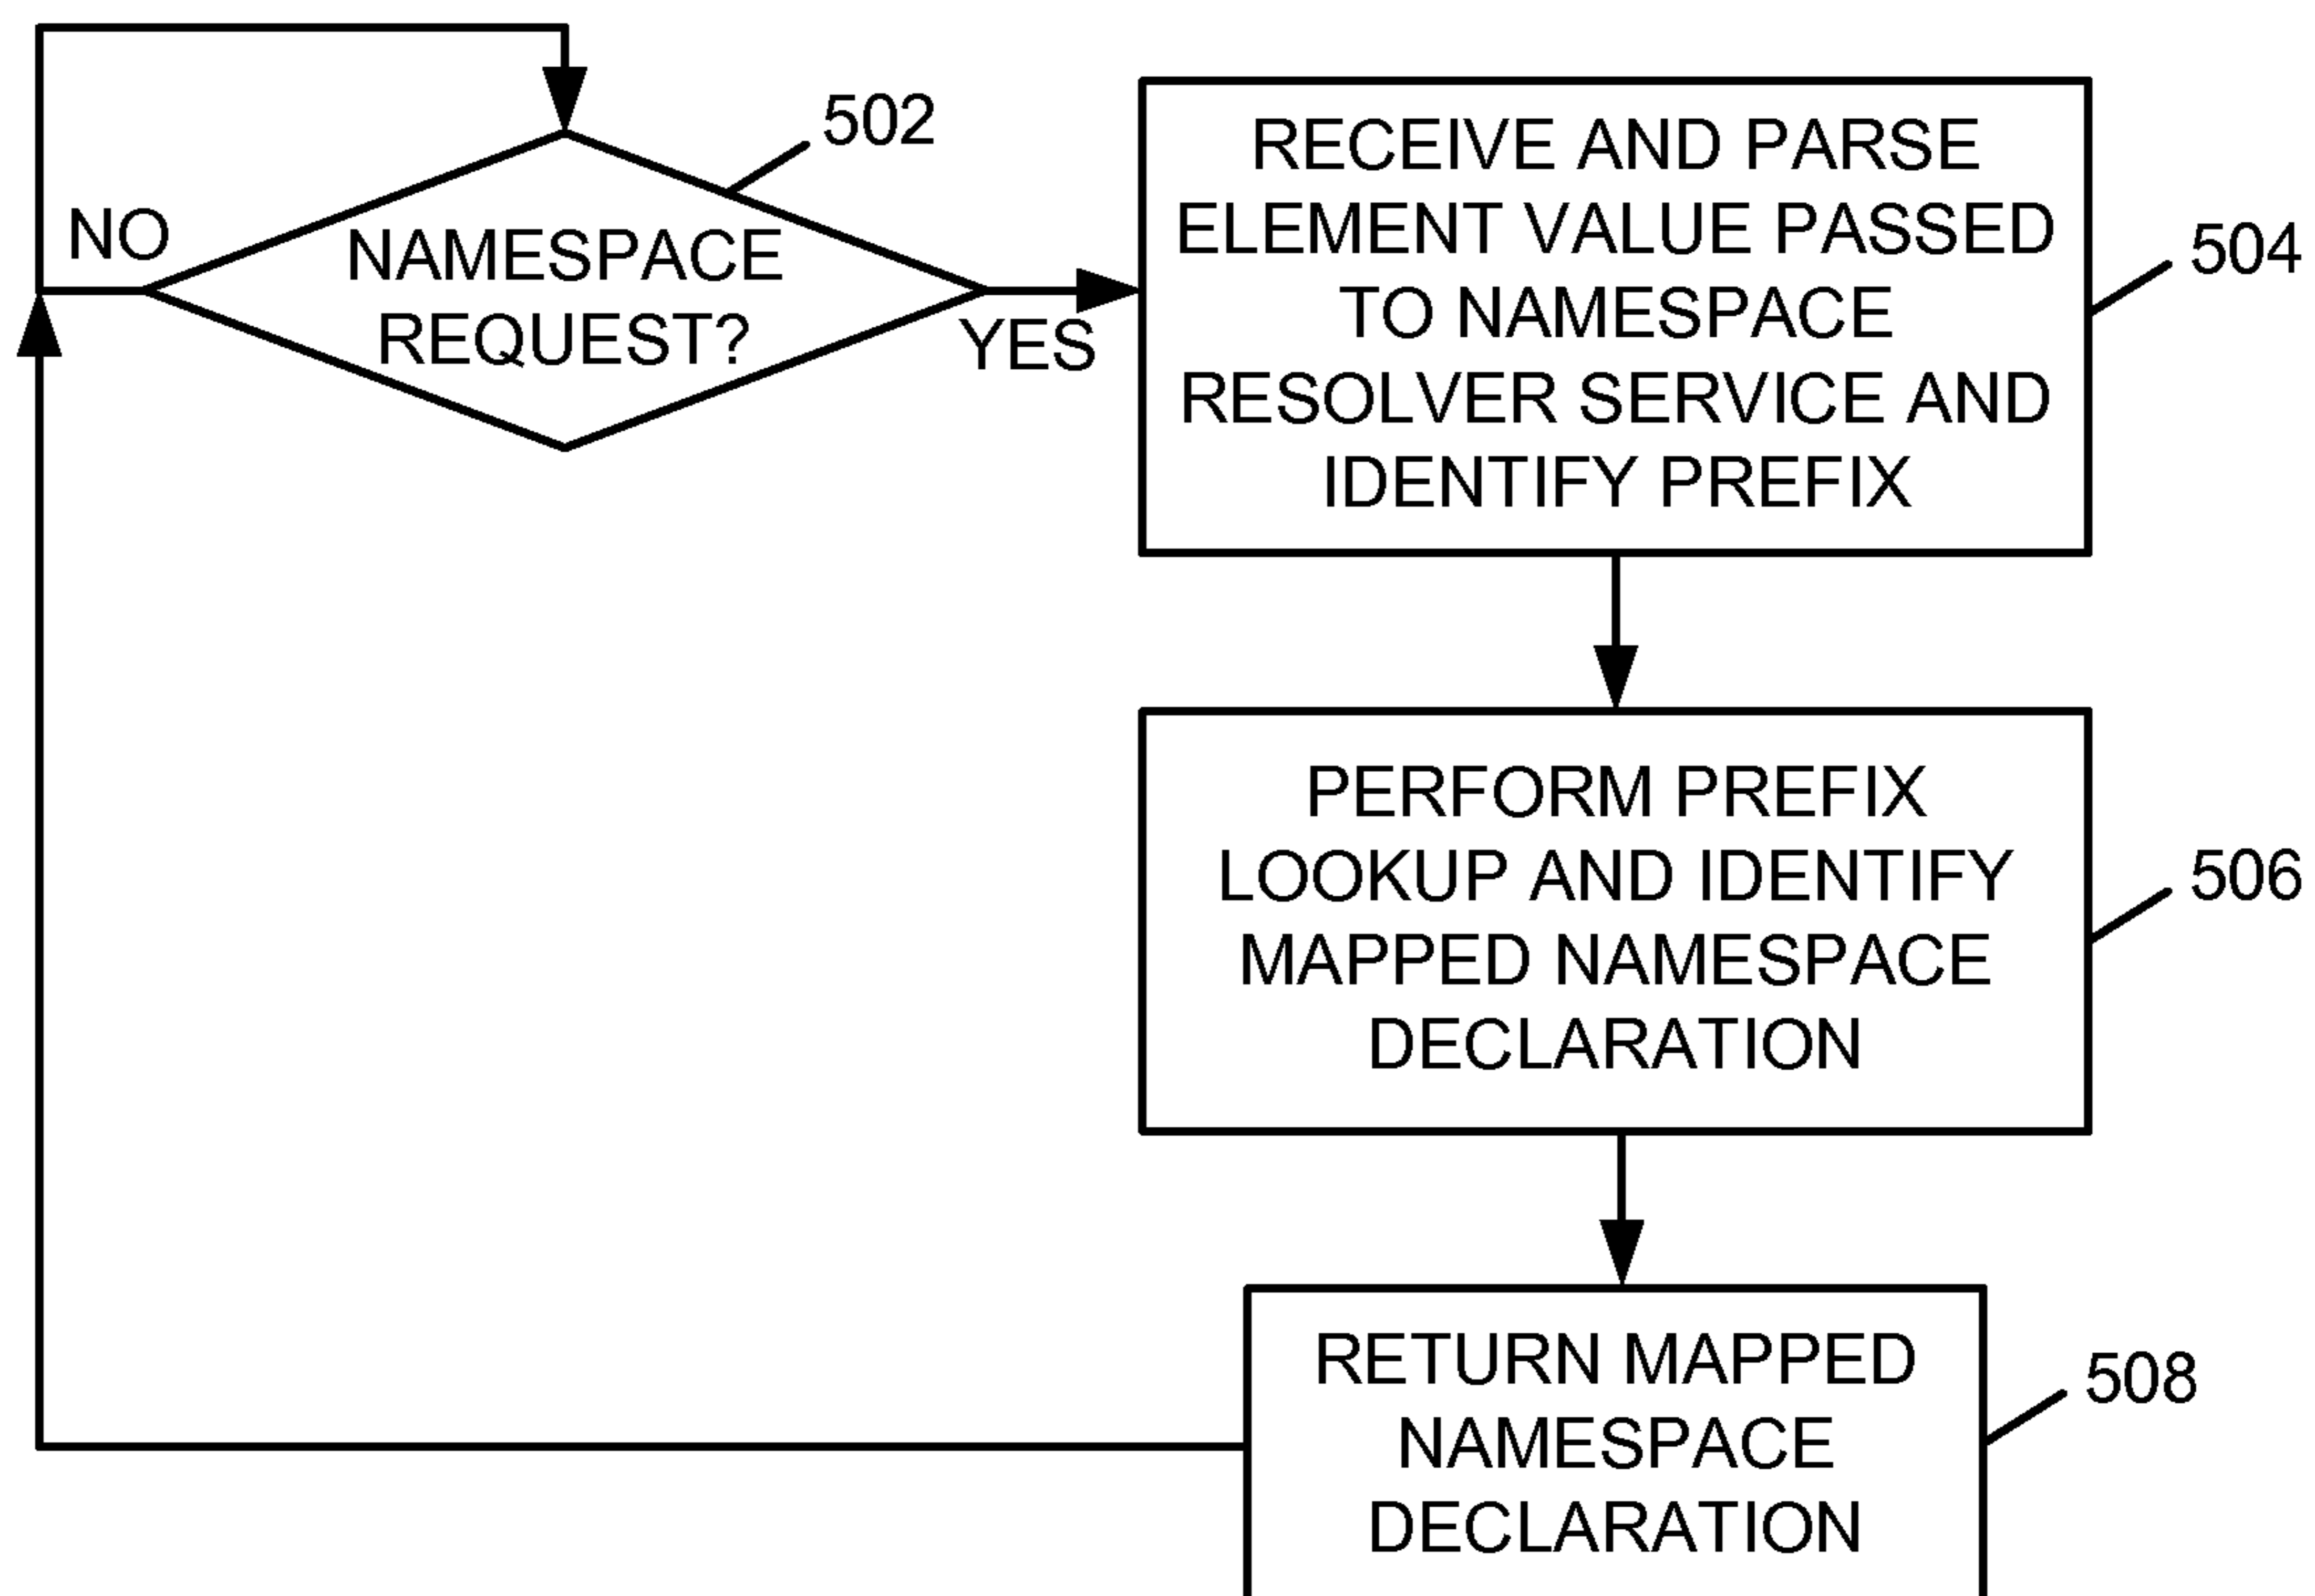 502
NO
NAMESPACE
REQUEST?
YES
RECEIVE AND PARSE
ELEMENT VALUE PASSED
TO NAMESPACE
RESOLVER SERVICE AND
IDENTIFY PREFIX
504
PERFORM PREFIX
LOOKUP AND IDENTIFY
MAPPED NAMESPACE
DECLARATION
506
RETURN MAPPED
NAMESPACE
DECLARATION
508